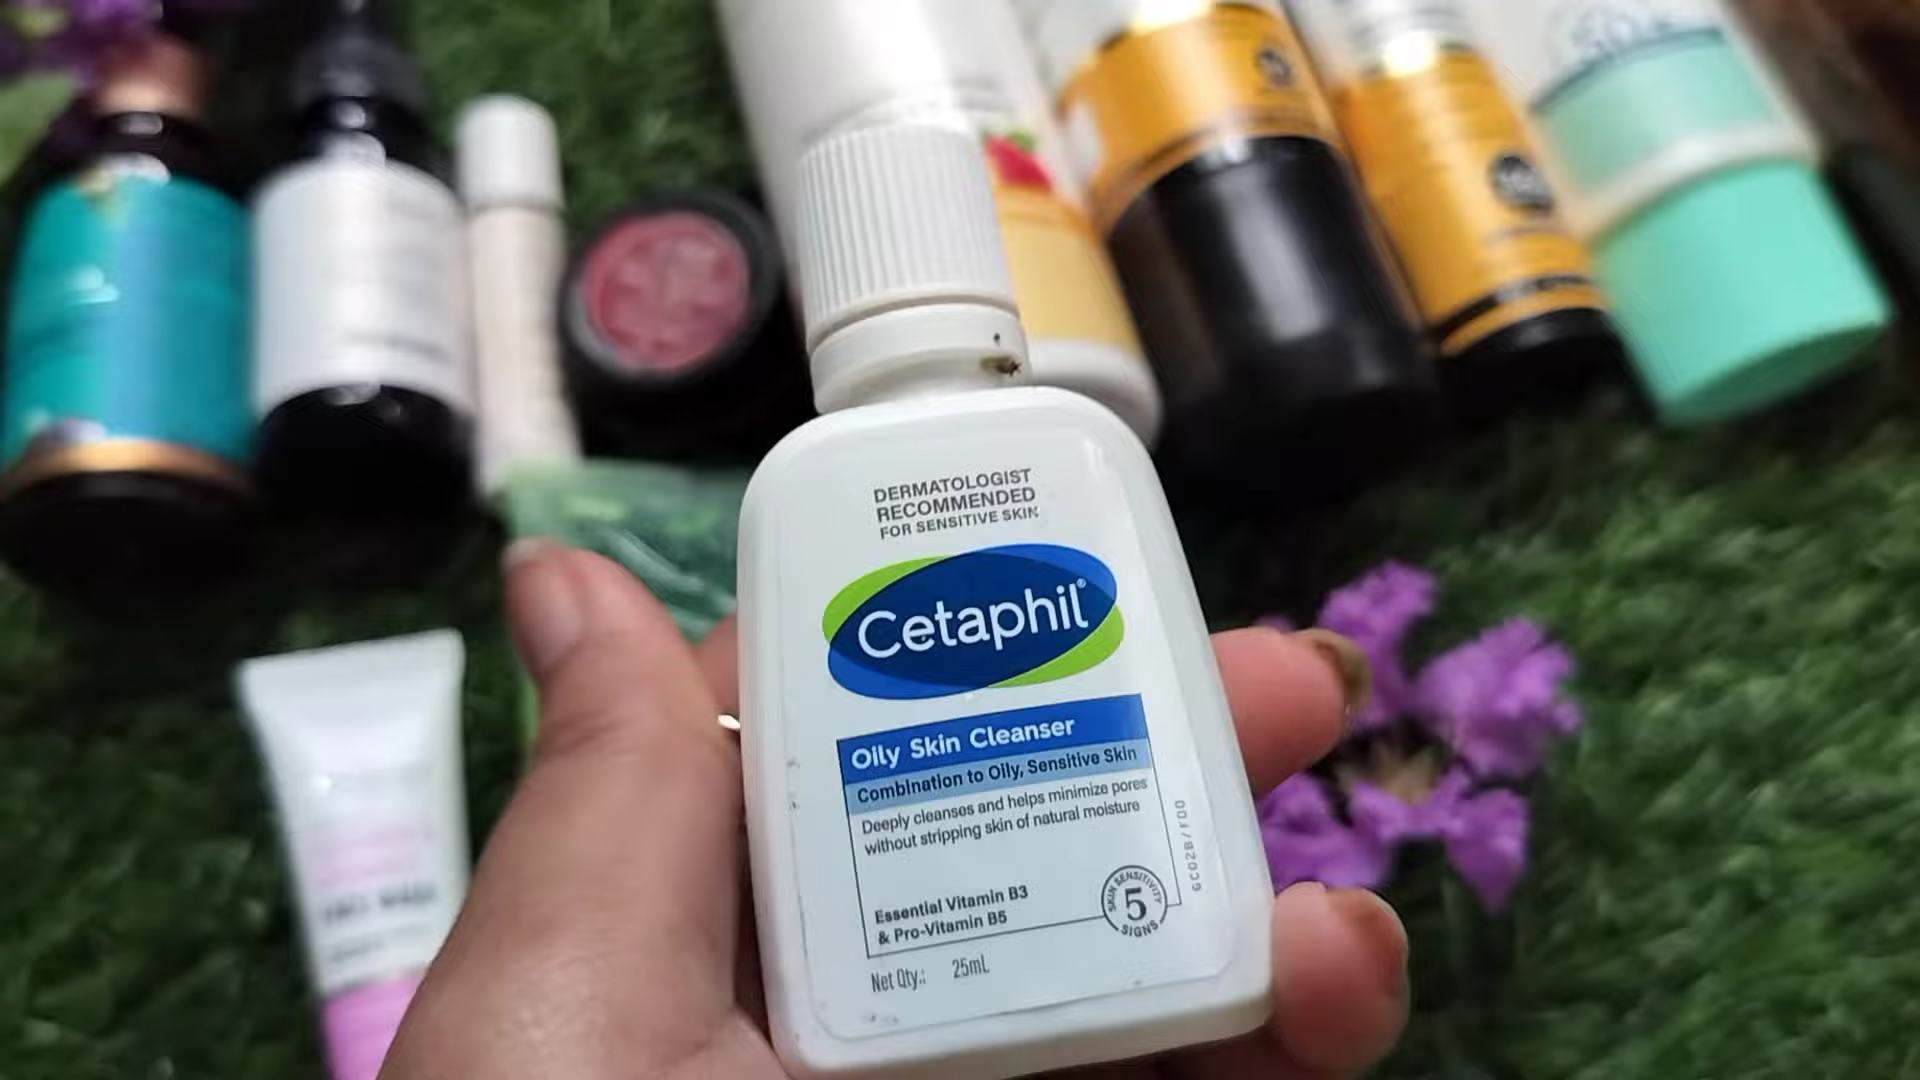 DERMATOLOGIST
RECOMMENDED
FOR SENSITIVE SKIN
Cetaphil®
Oily Skin Cleanser
Combination to Oily, Sensitive Skin
Deeply cleanses and helps minimize pores
without stripping skin of natural moisture
Essential Vitamin B3
& Pro-Vitamin B5
SKIN SENSITIVITY
5
SIGNS
Net Qty.: 25mL
GC02B/F00